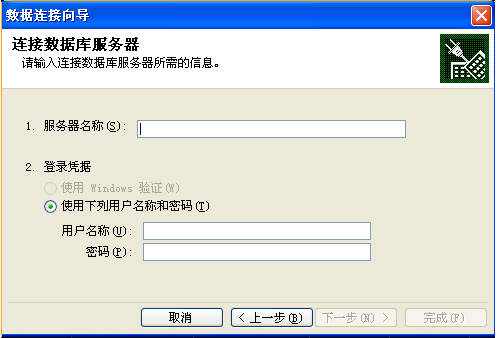 数据连接向导
连接数据库服务器
请输入连接数据库服务器所需的信息。
1. 服务器名称(S):
2. 登录凭据
使用 Windows 验证(W)
使用下列用户名称和密码(T)
用户名称(U):
密码(P):
取消 < 上一步(B) 下一步(N) > 完成(F)